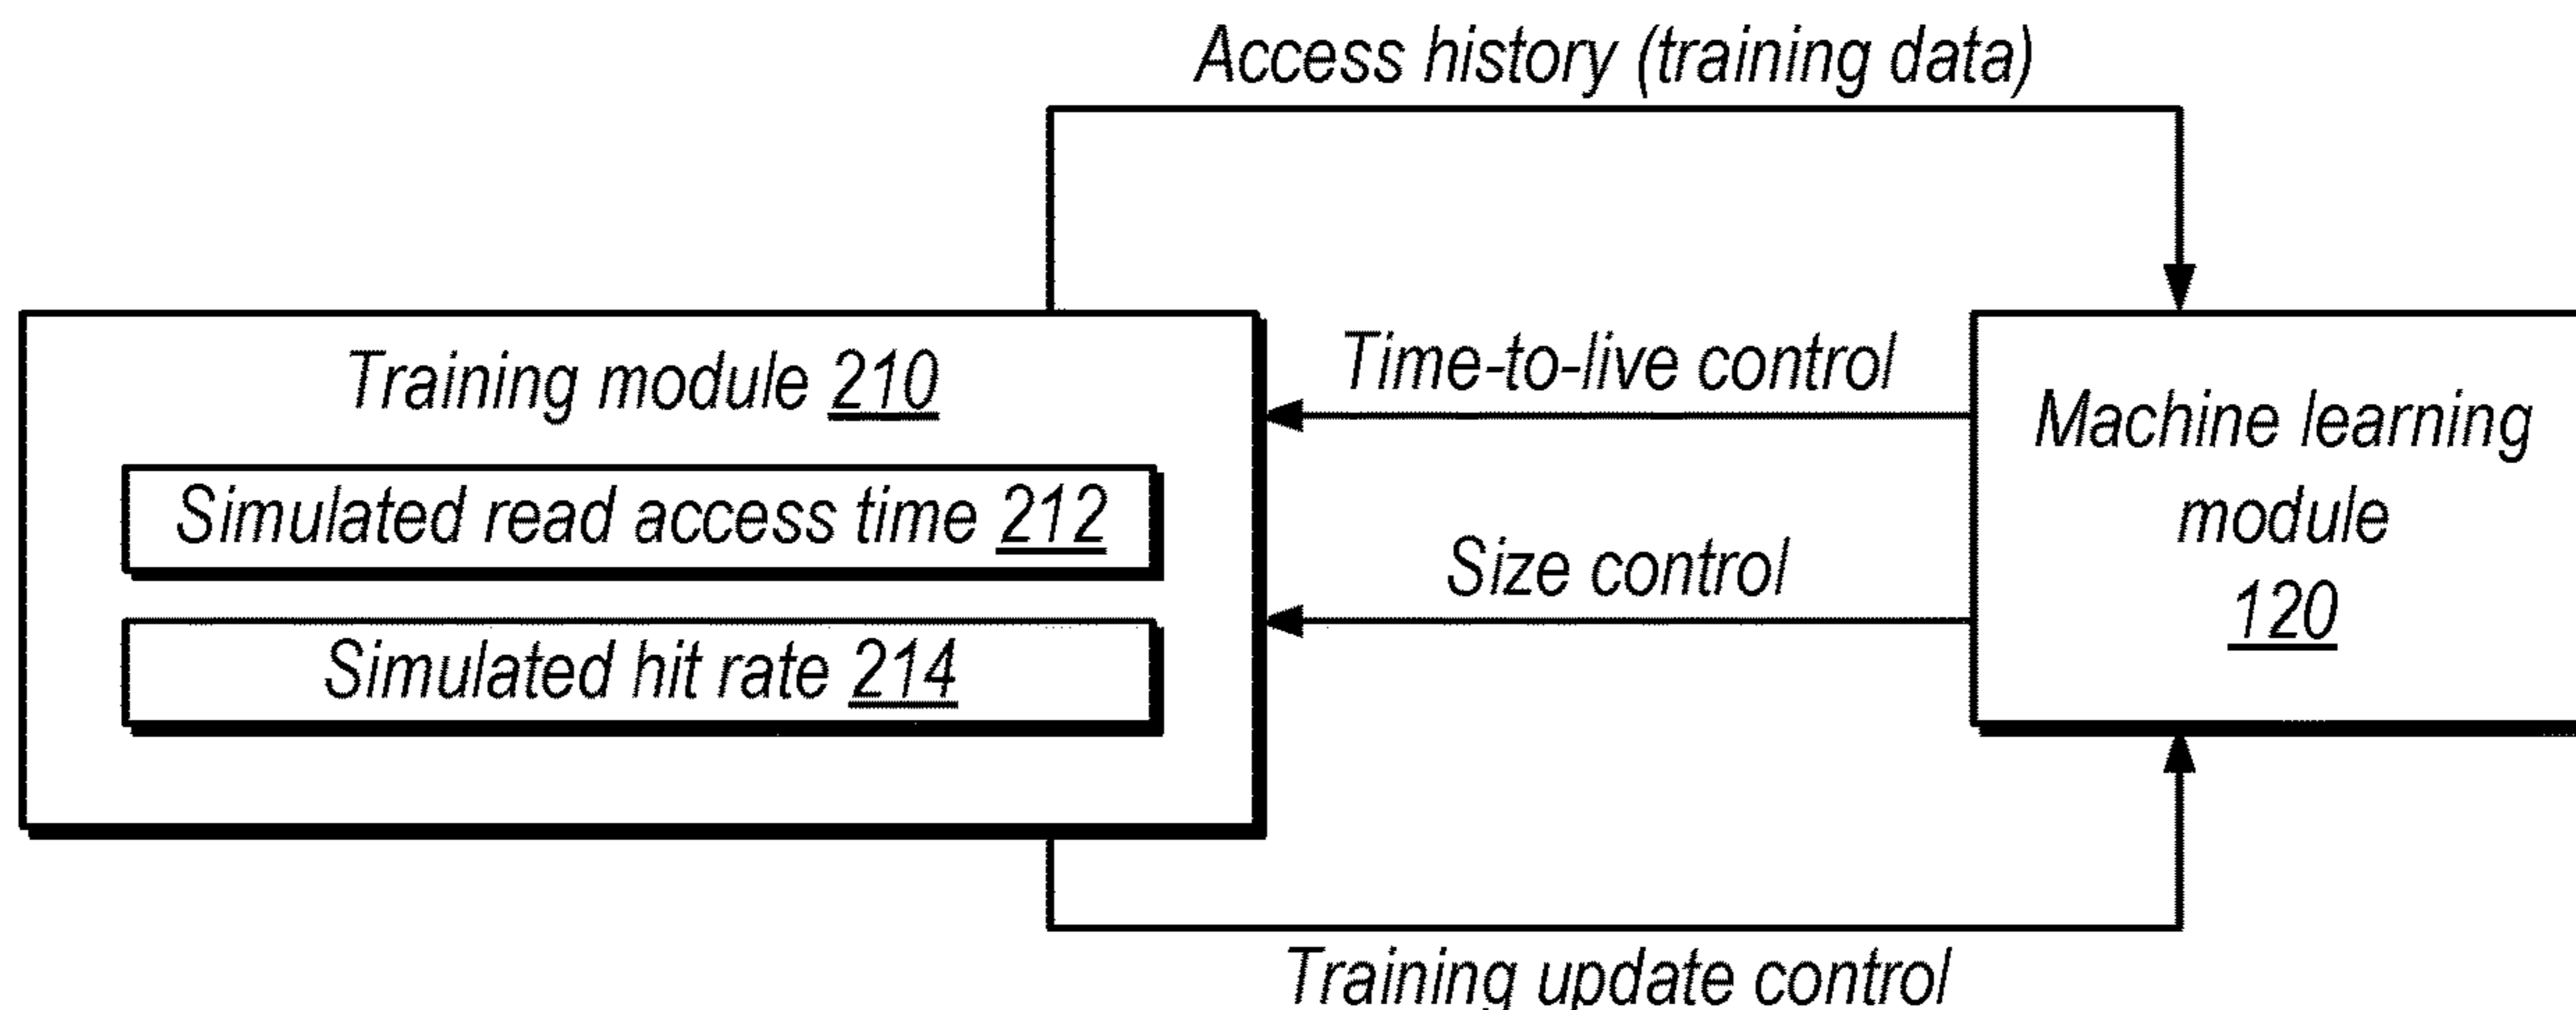 Access history (training data)
Training module 210
Time-to-live control
Machine learning
module
120
Simulated read access time 212
Size control
Simulated hit rate 214
Training update control